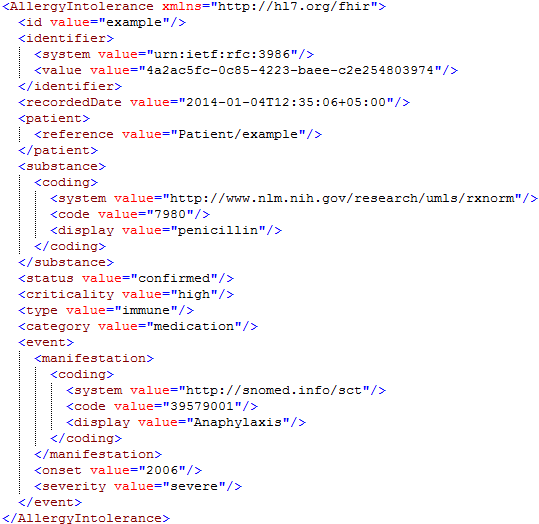 <AllergyIntolerance xmlns="http://hl7.org/fhir">
<id value="example"/>
<identifier>
<system value="urn:ietf:rfc:3986"/>
<value value="4a2ac5fc-0c85-4223-baee-c2e254803974"/>
</identifier>
<recordedDate value="2014-01-04T12:35:06+05:00"/>
<patient>
<reference value="Patient/example"/>
</patient>
<substance>
<coding>
<system value="http://www.nlm.nih.gov/research/umls/rxnorm"/>
<code value="7980"/>
<display value="penicillin"/>
</coding>
</substance>
<status value="confirmed"/>
<criticality value="high"/>
<type value="immune"/>
<category value="medication"/>
<event>
<manifestation>
<coding>
<system value="http://snomed.info/sct"/>
<code value="39579001"/>
<display value="Anaphylaxis"/>
</coding>
</manifestation>
<onset value="2006"/>
<severity value="severe"/>
</event>
</AllergyIntolerance>